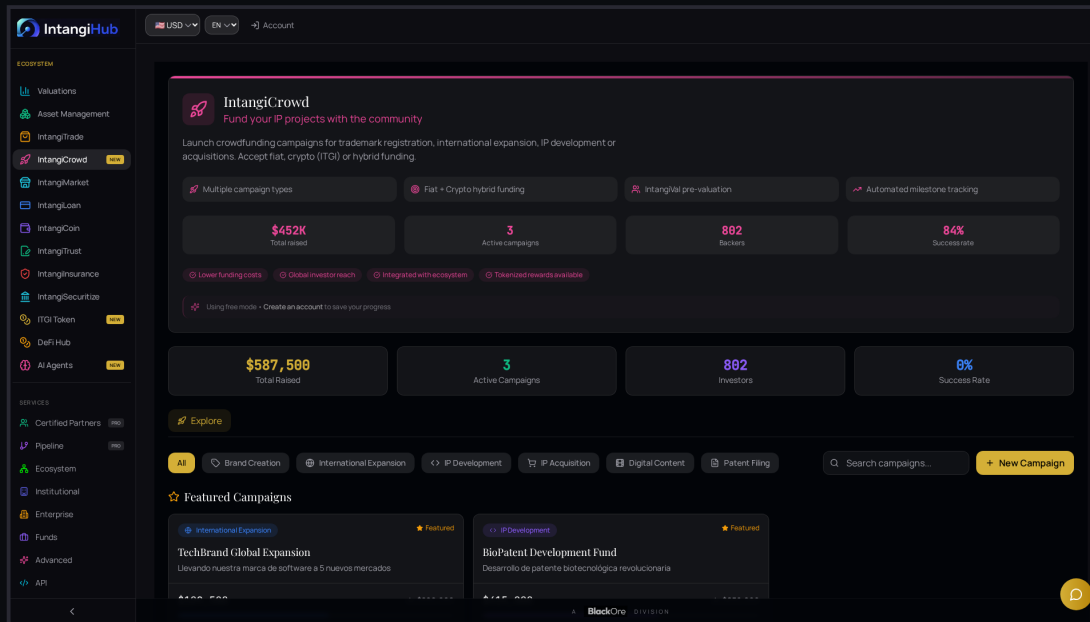 IntangiHub
USD
EN
Account
ECOSYSTEM
Valuations
Asset Management
IntangiTrade
IntangiCrowd NEW
IntangiMarket
IntangiLoan
IntangiCoin
IntangiTrust
IntangiInsurance
IntangiSecuritize
ITGI Token NEW
DeFi Hub
AI Agents NEW
SERVICES
Certified Partners PRO
Pipeline PRO
Ecosystem
Institutional
Enterprise
Funds
Advanced
API
IntangiCrowd
Fund your IP projects with the community
Launch crowdfunding campaigns for trademark registration, international expansion, IP development or
acquisitions. Accept fiat, crypto (ITGI) or hybrid funding.
Multiple campaign types
Fiat + Crypto hybrid funding
IntangiVal pre-valuation
Automated milestone tracking
$452K
Total raised
3
Active campaigns
802
Backers
84%
Success rate
Lower funding costs
Global investor reach
Integrated with ecosystem
Tokenized rewards available
Using free mode • Create an account to save your progress
$587,500
Total Raised
3
Active Campaigns
802
Investors
0%
Success Rate
Explore
All
Brand Creation
International Expansion
IP Development
IP Acquisition
Digital Content
Patent Filing
Search campaigns...
+ New Campaign
Featured Campaigns
International Expansion
Featured
TechBrand Global Expansion
Llevando nuestra marca de software a 5 nuevos mercados
IP Development
Featured
BioPatent Development Fund
Desarrollo de patente biotecnológica revolucionaria
A BlackOre DIVISION